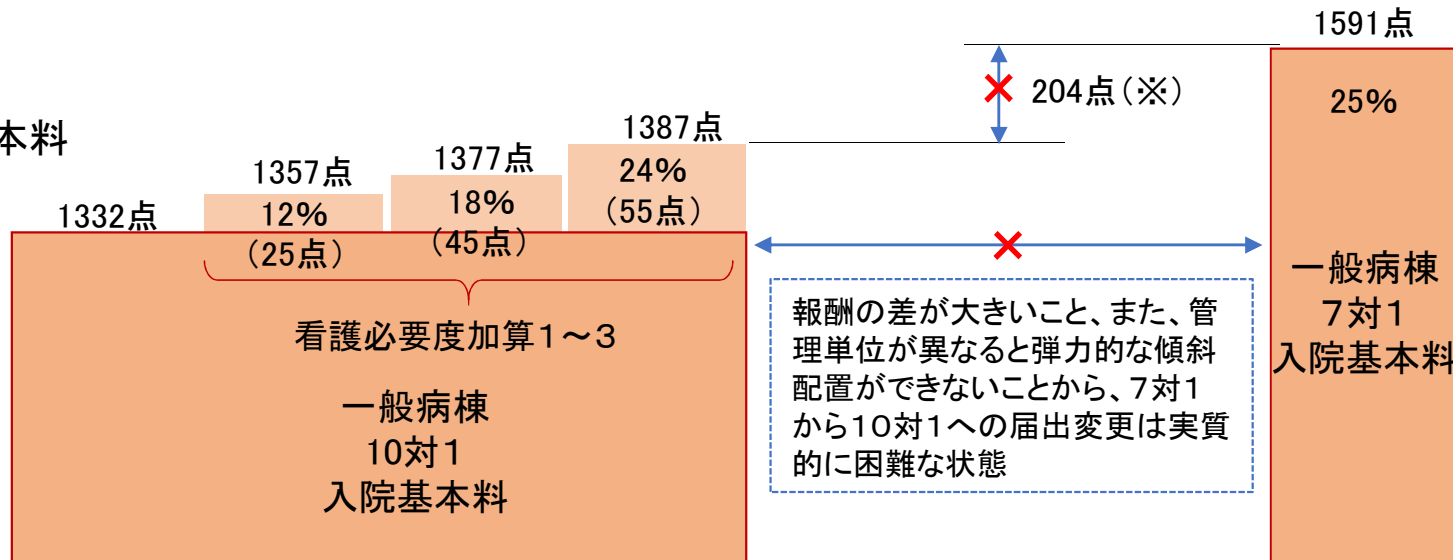 1591点
204点(※)
25%
本料
1387点
1377点
1357点
1332点
24%
(55点)
18%
(45点)
12%
(25点)
看護必要度加算1~3
一般病棟
10対1
入院基本料
報酬の差が大きいこと、また、管
理単位が異なると弾力的な傾斜
配置ができないことから、7対1
から10対1への届出変更は実質
的に困難な状態
一般病棟
7対1
入院基本料